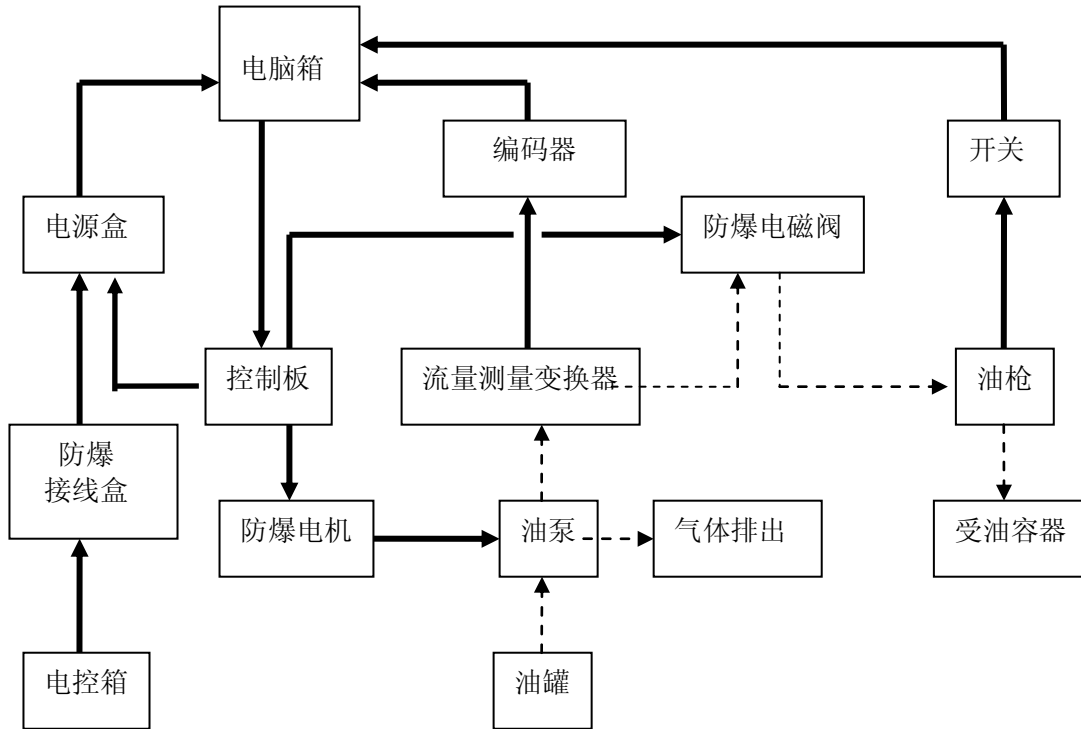 电脑箱
编码器
开关
电源盒
防爆电磁阀
控制板
流量测量变换器
油枪
防爆
接线盒
防爆电机
油泵
气体排出
受油容器
电控箱
油罐